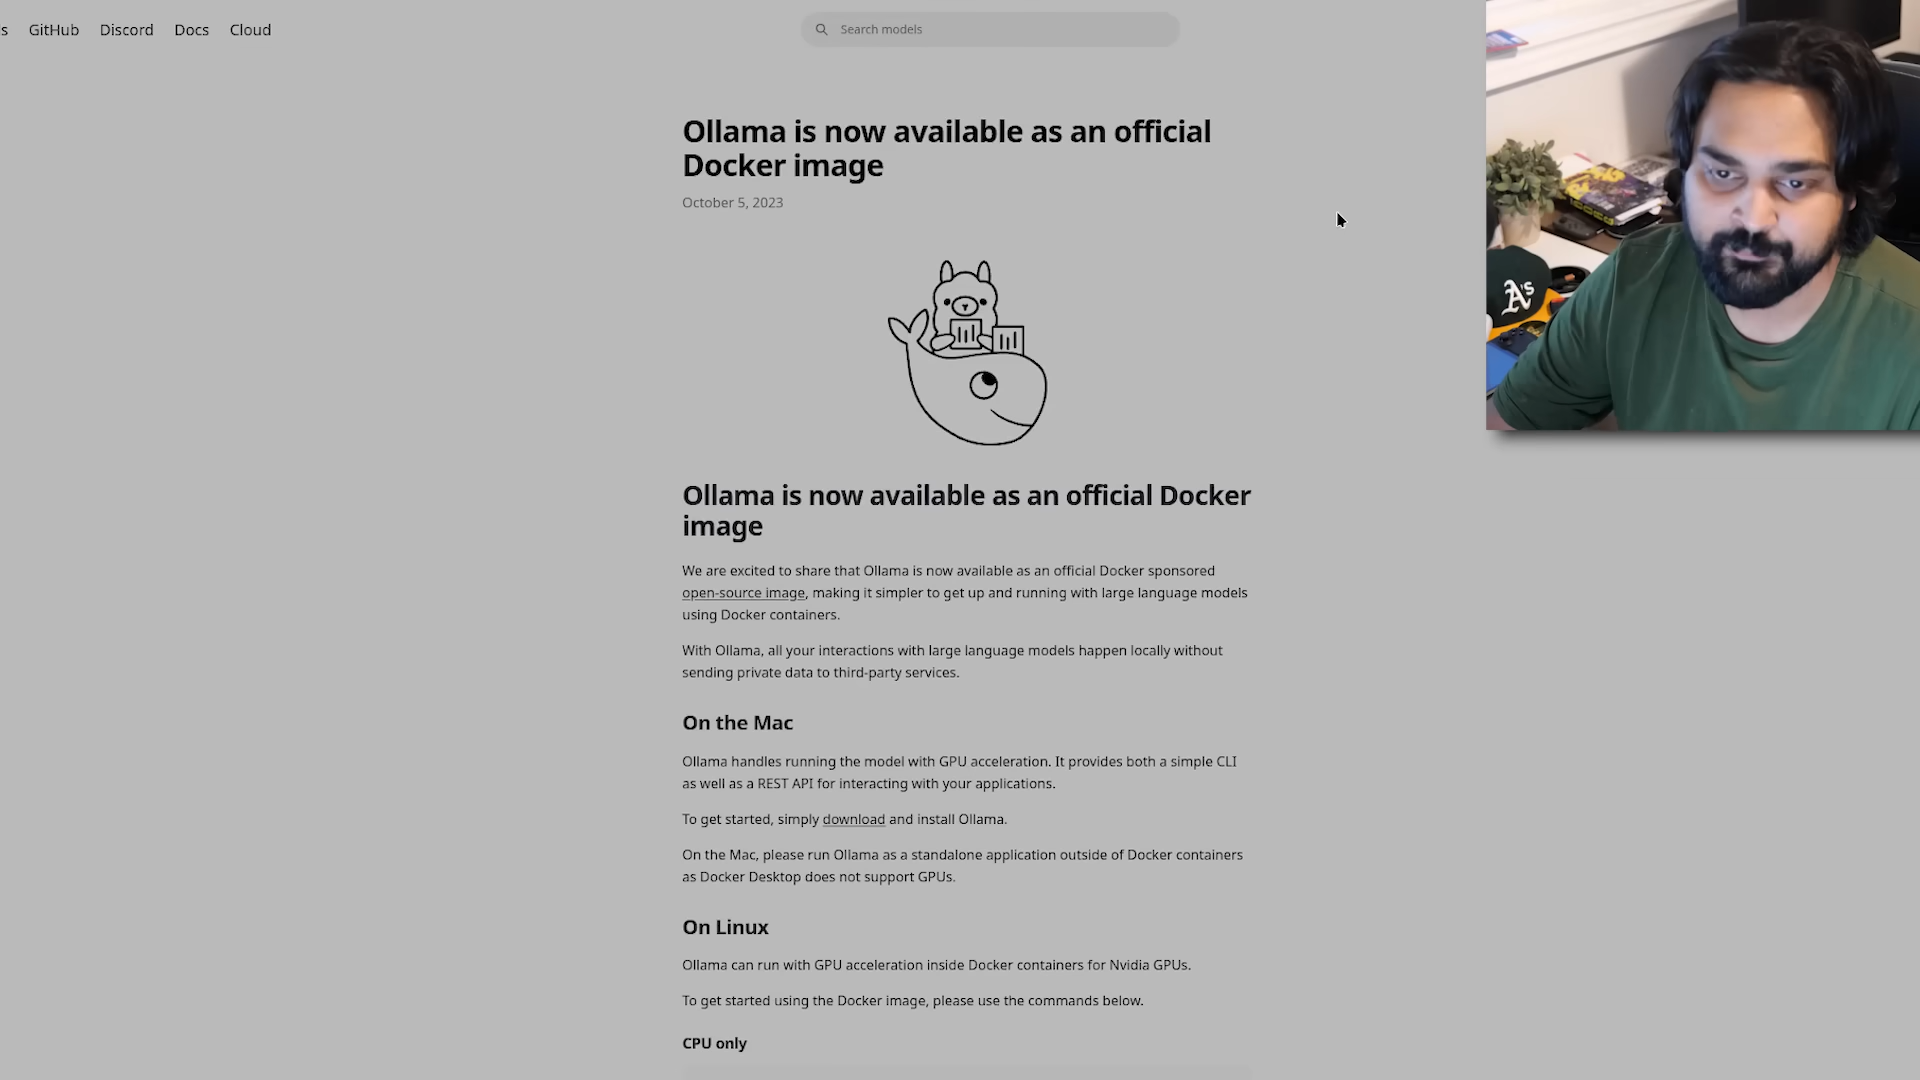 s GitHub Discord Docs Cloud
Search models
Ollama is now available as an official
Docker image
October 5, 2023
Ollama is now available as an official Docker
image
We are excited to share that Ollama is now available as an official Docker sponsored
open-source image, making it simpler to get up and running with large language models
using Docker containers.
With Ollama, all your interactions with large language models happen locally without
sending private data to third-party services.
On the Mac
Ollama handles running the model with GPU acceleration. It provides both a simple CLI
as well as a REST API for interacting with your applications.
To get started, simply download and install Ollama.
On the Mac, please run Ollama as a standalone application outside of Docker containers
as Docker Desktop does not support GPUs.
On Linux
Ollama can run with GPU acceleration inside Docker containers for Nvidia GPUs.
To get started using the Docker image, please use the commands below.
CPU only
A's